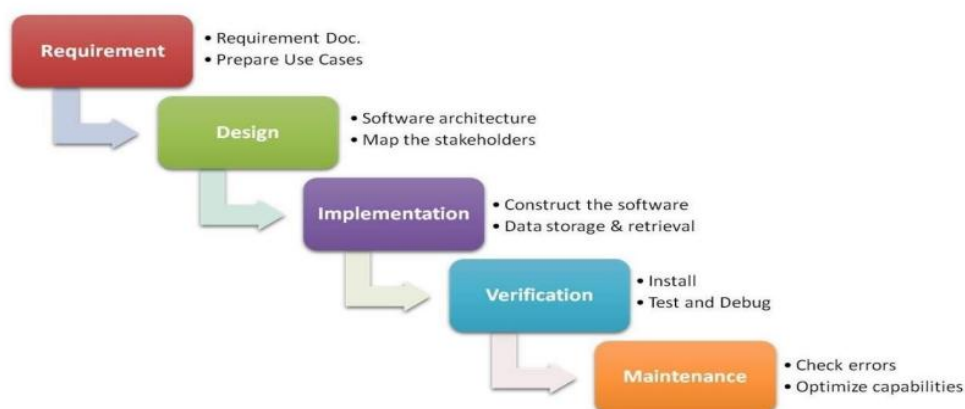 Requirement
• Requirement Doc.
• Prepare Use Cases
Design
• Software architecture
• Map the stakeholders
Implementation
• Construct the software
• Data storage & retrieval
Verification
• Install
• Test and Debug
Maintenance
• Check errors
• Optimize capabilities